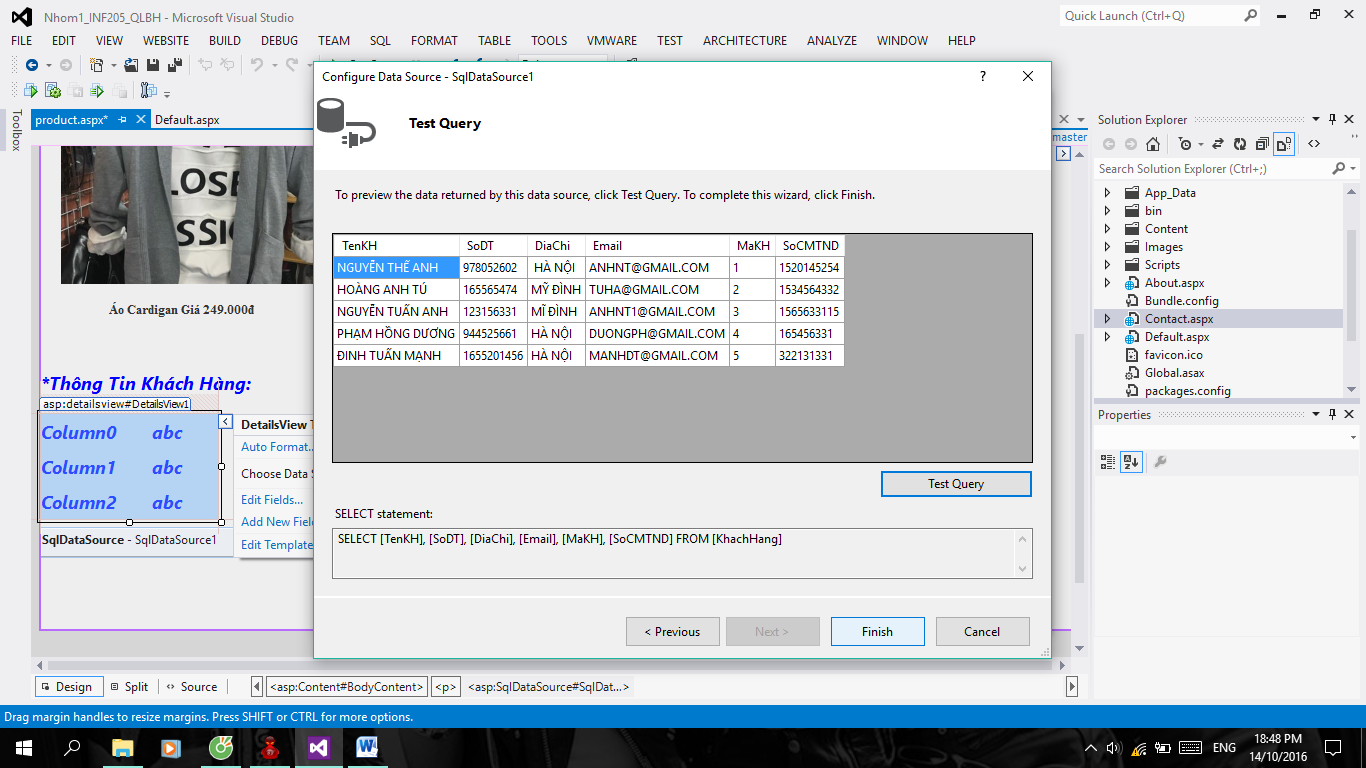 Nhom1_INF205_QLBH - Microsoft Visual Studio
Quick Launch (Ctrl+Q)
FILE EDIT VIEW WEBSITE BUILD DEBUG TEAM SQL FORMAT TABLE TOOLS VMWARE TEST ARCHITECTURE ANALYZE WINDOW HELP
Toolbox
product.aspx* Default.aspx
master
LOSE
SSIC
Áo Cardigan Giá 249.000đ
*Thông Tin Khách Hàng:
asp:detailsview#DetailsView1
Column0 abc
Column1 abc
Column2 abc
SqlDataSource - SqlDataSource1
DetailsView
Auto Format..
Choose Data
Edit Fields...
Add New
Edit
Configure Data Source - SqlDataSource1
?
Test Query
To preview the data returned by this data source, click Test Query. To complete this wizard, click Finish.
TenKH SoDT DiaChi Email MaKH SoCMTND
NGUYỄN THẾ ANH 978052602 HÀ NỘI ANHNT@GMAIL.COM 1 1520145254
HOÀNG ANH TÚ 165565474 MỸ ĐÌNH TUHA@GMAIL.COM 2 1534564332
NGUYỄN TUẤN ANH 123156331 MĨ ĐÌNH ANHNT1@GMAIL.COM 3 1565633115
PHẠM HỒNG DƯƠNG 944525661 HÀ NỘI DUONGPH@GMAIL.COM 4 165456331
ĐINH TUẤN MẠNH 1655201456 HÀ NỘI MANHDT@GMAIL.COM 5 322131331
Test Query
SELECT statement:
SELECT [TenKH], [SoDT], [DiaChi], [Email], [MaKH], [SoCMTND] FROM [KhachHang]
< Previous Next > Finish Cancel
Solution Explorer
Search Solution Explorer (Ctrl+;)
App_Data
bin
Content
Images
Scripts
About.aspx
Bundle.config
Contact.aspx
Default.aspx
favicon.ico
Global.asax
packages.config
Properties
Design Split Source <asp:Content#BodyContent> <p> <asp:SqlDataSource#SqlDat...>
Drag margin handles to resize margins. Press SHIFT or CTRL for more options.
ENG
18:48 PM
14/10/2016